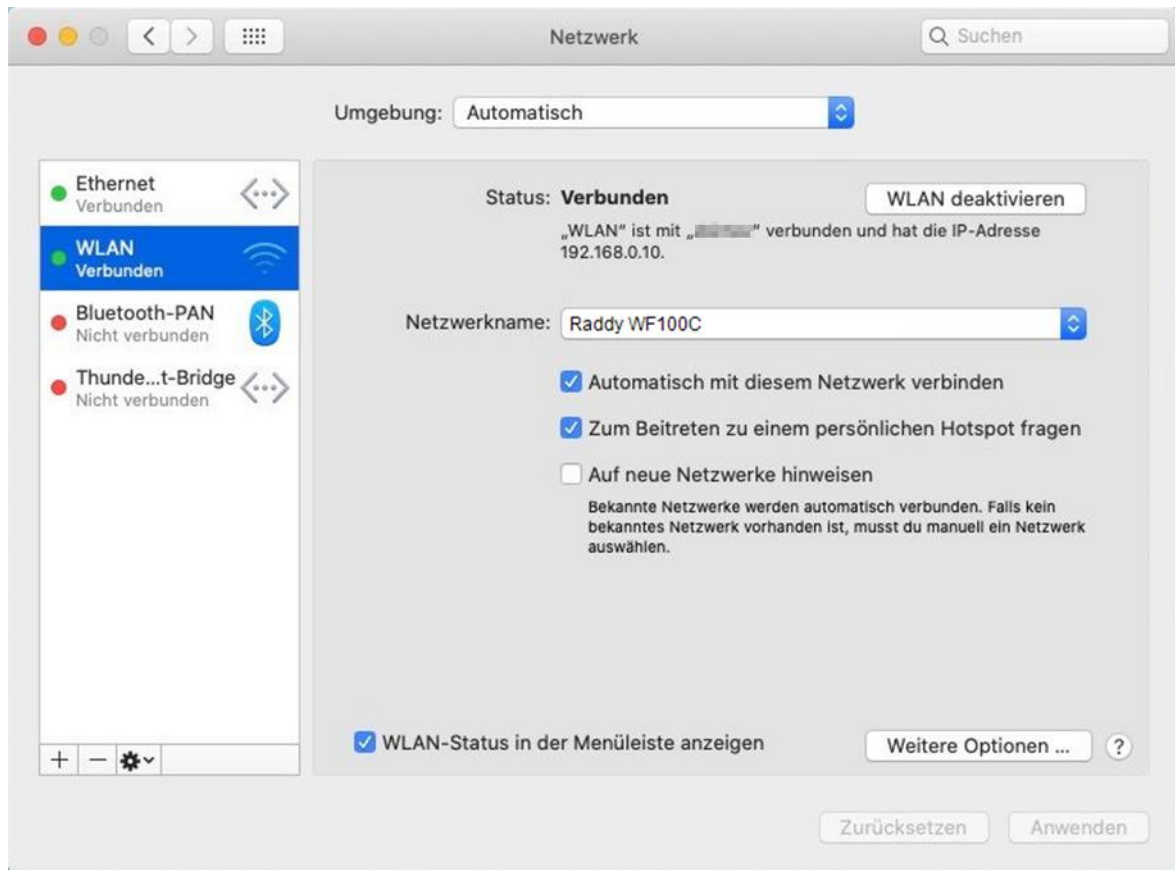 Netzwerk
Suchen
Umgebung: Automatisch
Ethernet
Verbunden
WLAN
Verbunden
Bluetooth-PAN
Nicht verbunden
Thunde...t-Bridge
Nicht verbunden
Status: Verbunden
WLAN deaktivieren
„WLAN" ist mit „" verbunden und hat die IP-Adresse
192.168.0.10.
Netzwerkname: Raddy WF100C
Automatisch mit diesem Netzwerk verbinden
Zum Beitreten zu einem persönlichen Hotspot fragen
Auf neue Netzwerke hinweisen
Bekannte Netzwerke werden automatisch verbunden. Falls kein
bekanntes Netzwerk vorhanden ist, musst du manuell ein Netzwerk
auswählen.
WLAN-Status in der Menüleiste anzeigen
Weitere Optionen ...
?
Zurücksetzen
Anwenden